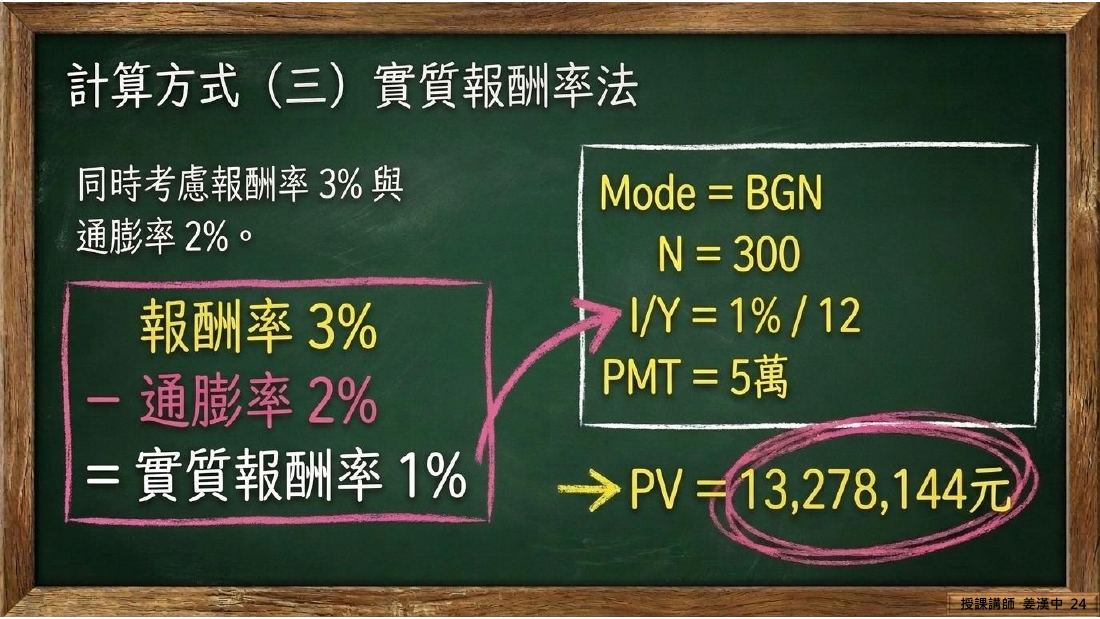 計算方式（三）實質報酬率法
同時考慮報酬率 3% 與
通膨率 2%。
報酬率 3%
－ 通膨率 2%
= 實質報酬率 1%
Mode = BGN
N = 300
I/Y = 1% / 12
PMT = 5萬
→ PV = 13,278,144元
授課講師 姜漢中 24